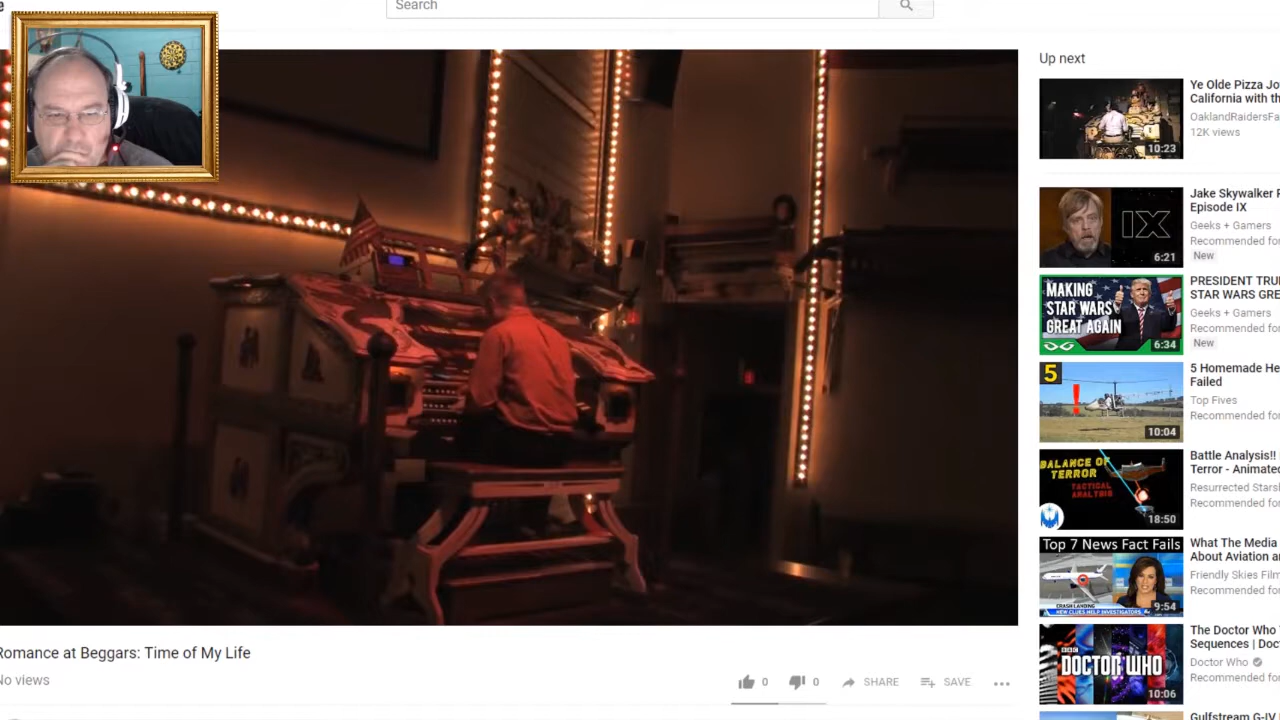 e
Search
Up next
Ye Olde Pizza Jo
California with th
OaklandRaidersFa
12K views
10:23
IX
6:21
Jake Skywalker R
Episode IX
Geeks + Gamers
Recommended for
New
MAKING
STAR WARS
GREAT AGAIN
6:34
PRESIDENT TRU
STAR WARS GRE
Geeks + Gamers
Recommended for
New
5
10:04
5 Homemade He
Failed
Top Fives
Recommended for
BALANCE OF
TERROR
TACTICAL
ANALYSIS
18:50
Battle Analysis!!
Terror - Animated
Resurrected Starsh
Recommended for
Top 7 News Fact Fails
CRASH LANDING
NEW CLUES HELP INVESTIGATORS
9:54
What The Media
About Aviation an
Friendly Skies Film
Recommended for
BBC
DOCTOR WHO
10:06
The Doctor Who
Sequences | Doct
Doctor Who
Recommended for
Gulfstream G-IV
Romance at Beggars: Time of My Life
No views
0
0
SHARE
SAVE